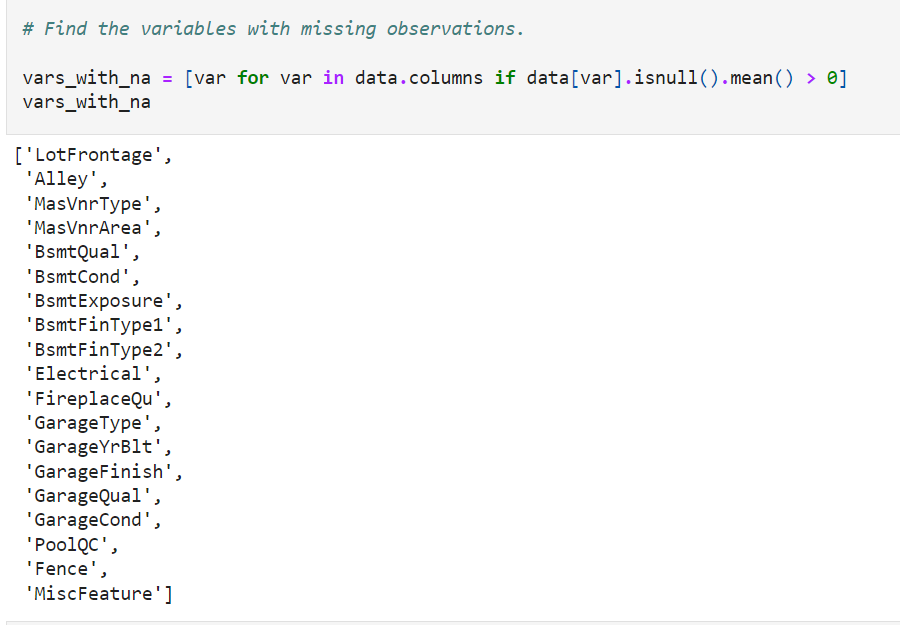 # Find the variables with missing observations.
vars_with_na = [var for var in data.columns if data[var].isnull().mean() > 0]
vars_with_na
['LotFrontage',
 'Alley',
 'MasVnrType',
 'MasVnrArea',
 'BsmtQual',
 'BsmtCond',
 'BsmtExposure',
 'BsmtFinType1',
 'BsmtFinType2',
 'Electrical',
 'FireplaceQu',
 'GarageType',
 'GarageYrBlt',
 'GarageFinish',
 'GarageQual',
 'GarageCond',
 'PoolQC',
 'Fence',
 'MiscFeature']